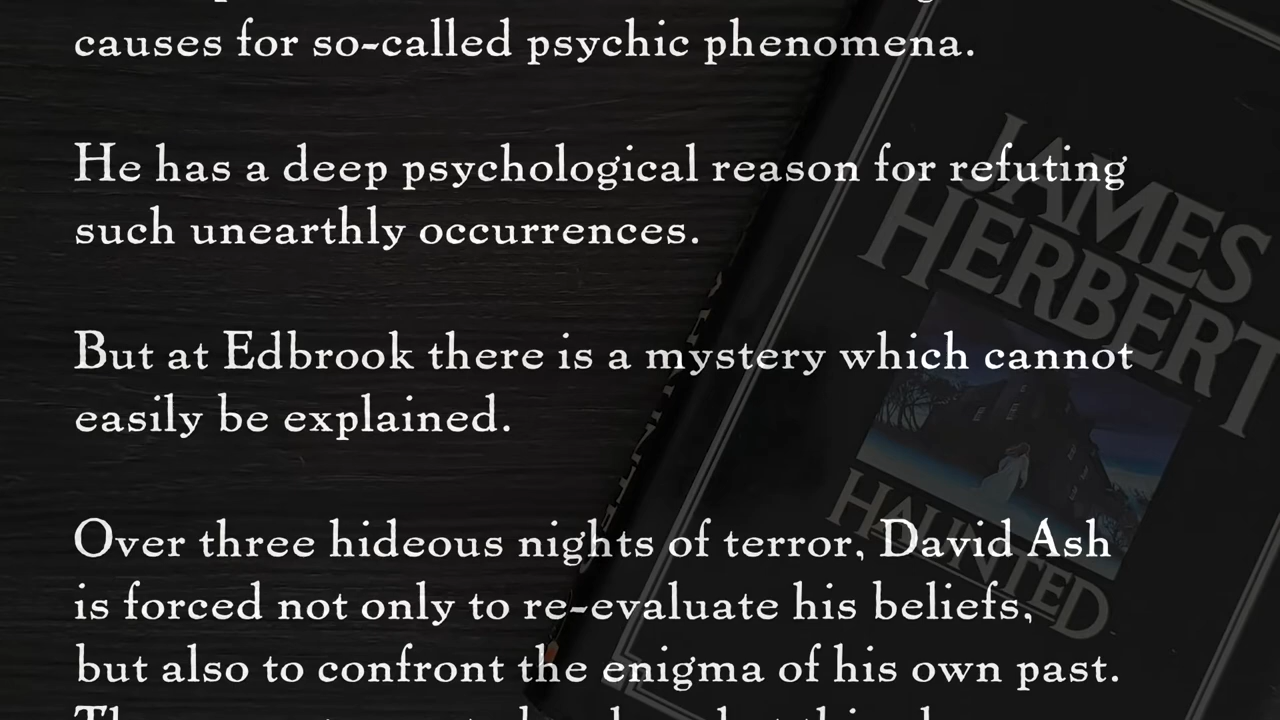 causes for so-called psychic phenomena.
He has a deep psychological reason for refuting
such unearthly occurrences.
But at Edbrook there is a mystery which cannot
easily be explained.
Over three hideous nights of terror, David Ash
is forced not only to re-evaluate his beliefs,
but also to confront the enigma of his own past.
JAMES
HERBERT
HAUNTED